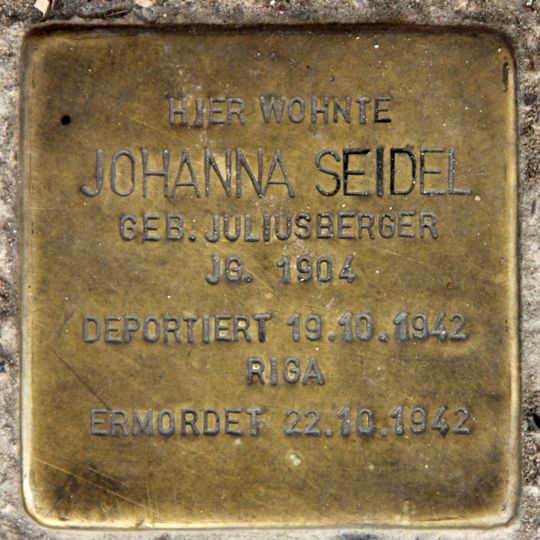 HIER WOHNTE
JOHANNA SEIDEL
GEB. JULIUSBERGER
JG. 1904
DEPORTIERT 19.10.1942
RIGA
ERMORDET 22.10.1942